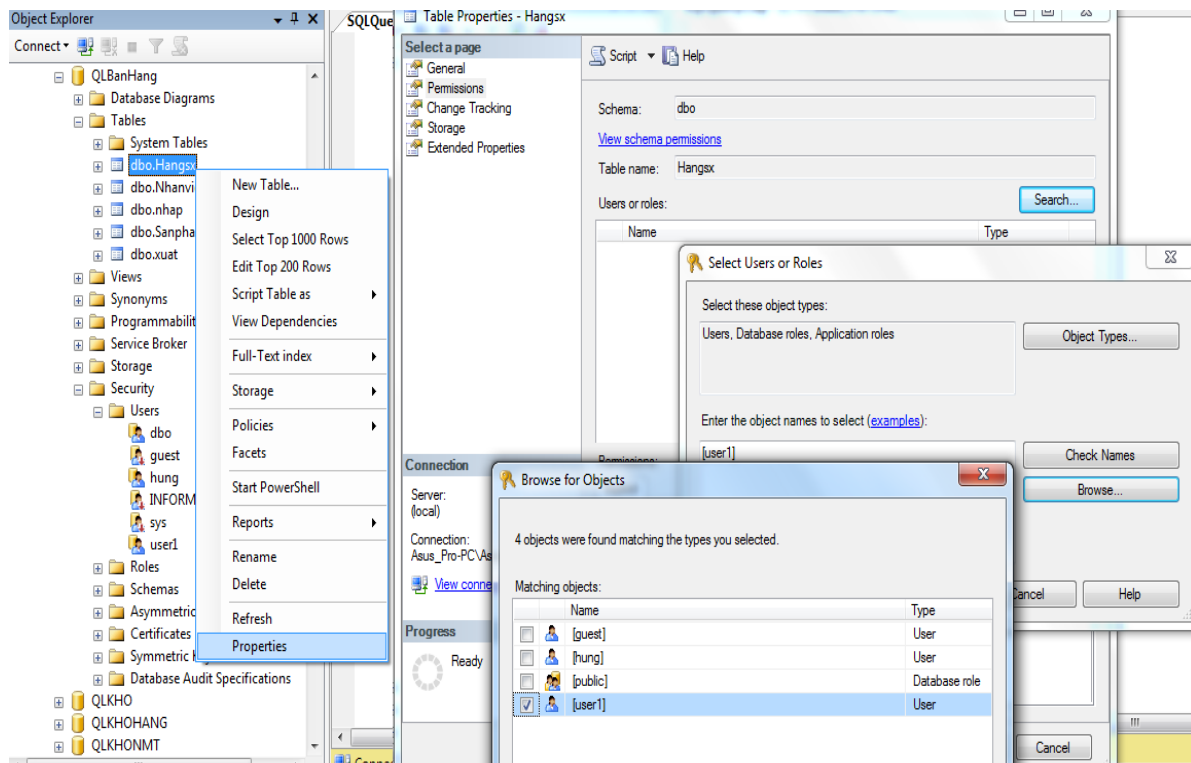 Object Explorer
Connect
QLBanHang
Database Diagrams
Tables
System Tables
dbo.Hangsx
dbo.Nhanvi
dbo.nhap
dbo.Sanpha
dbo.xuat
Views
Synonyms
Programmabilit
Service Broker
Storage
Security
Users
dbo
guest
hung
INFORM
sys
user1
Roles
Schemas
Asymmetric
Certificates
Symmetric
Database Audit Specifications
QLKHO
QLKHOHANG
QLKHONMT
New Table...
Design
Select Top 1000 Rows
Edit Top 200 Rows
Script Table as
View Dependencies
Full-Text index
Storage
Policies
Facets
Start PowerShell
Reports
Rename
Delete
Refresh
Properties
SQLQue
Table Properties - Hangsx
Select a page
General
Permissions
Change Tracking
Storage
Extended Properties
Connection
Server:
(local)
Connection:
Asus_Pro-PC\As
View conne
Progress
Ready
Script Help
Schema: dbo
View schema permissions
Table name: Hangsx
Users or roles: Search...
Name Type
Cancel
Select Users or Roles
Select these object types:
Users, Database roles, Application roles
Object Types...
Enter the object names to select (examples):
[user1]
Check Names
Browse...
Cancel Help
Browse for Objects
4 objects were found matching the types you selected.
Matching objects:
Name Type
[guest] User
[hung] User
[public] Database role
[user1] User